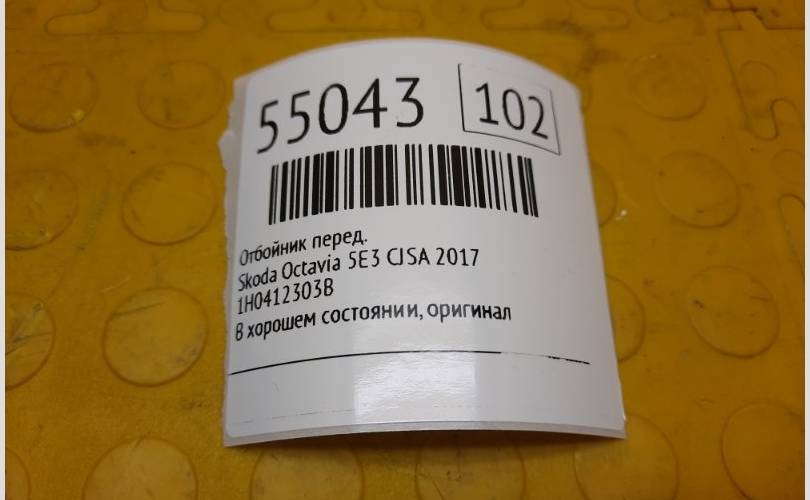 55043 102
Отбойник перед.
Skoda Octavia 5E3 CJSA 2017
1H0412303B
В хорошем состоянии, оригинал